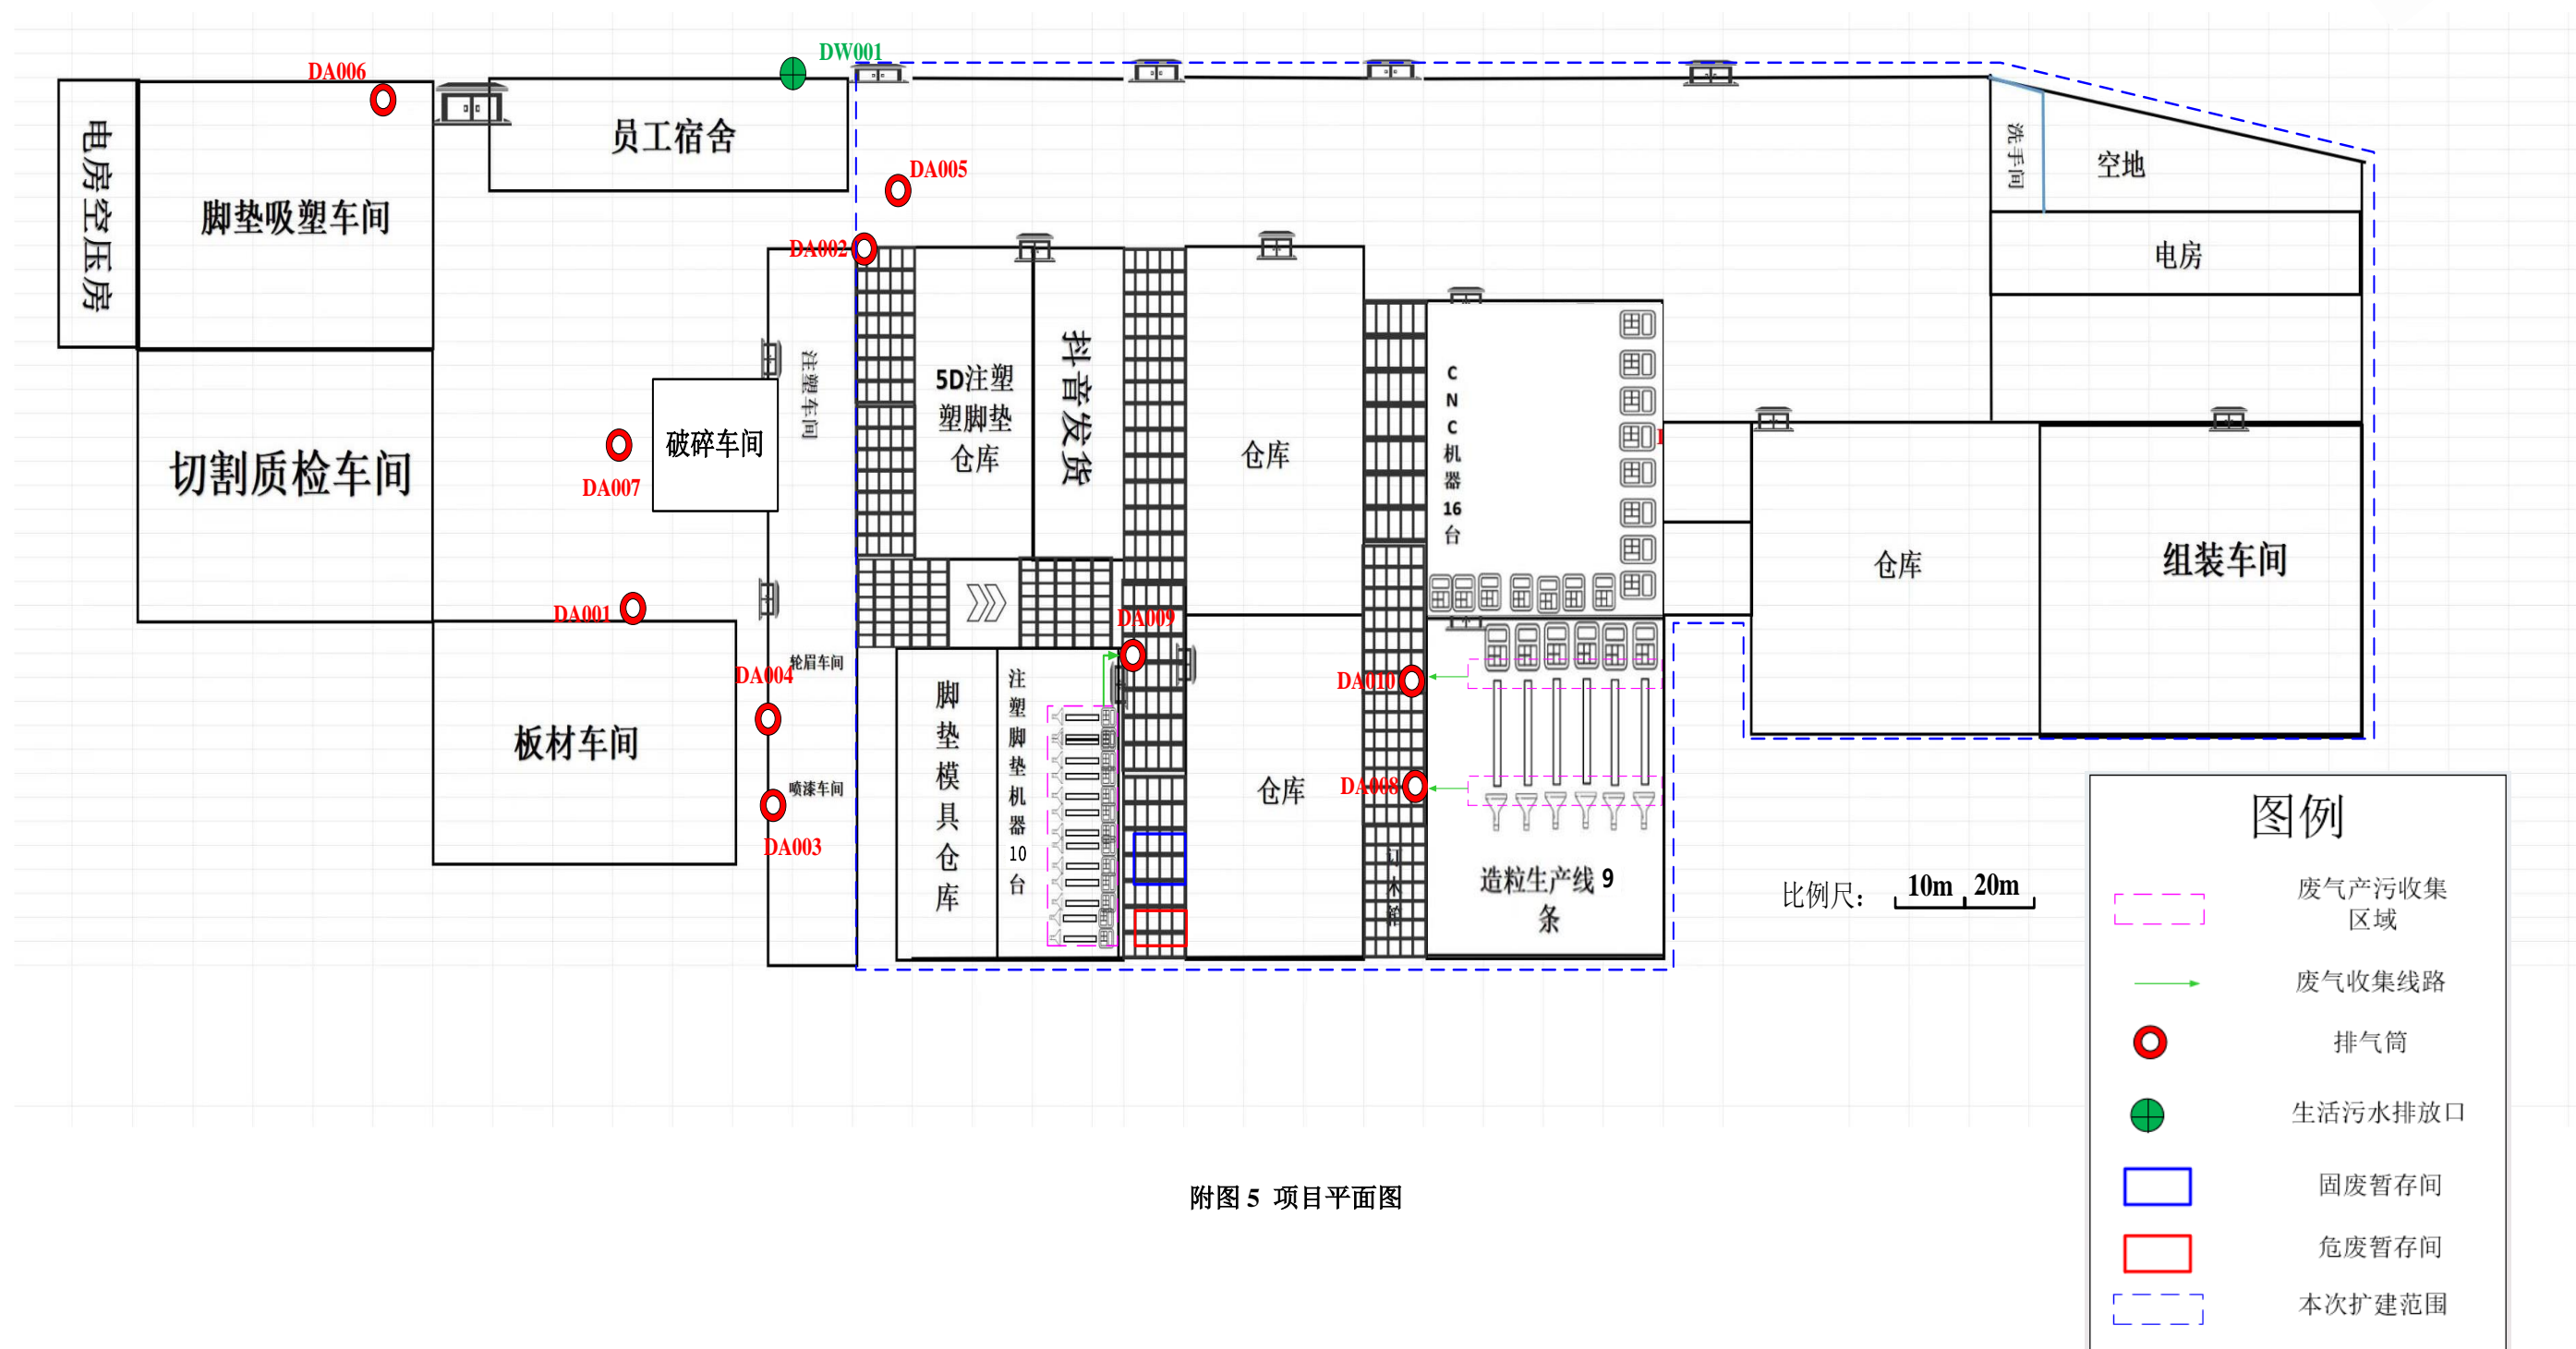 DW001
DA006
员工宿舍
电房空压房
脚垫吸塑车间
DA005
DA002
洗手间
空地
电房
注塑车间
5D注塑
塑脚垫
仓库
抖音发货
仓库
CNC机器16台
破碎车间
切割质检车间
DA007
仓库
组装车间
DA001
DA009
轮眉车间
DA004
脚垫模具仓库
注塑脚垫机器10台
DA010
板材车间
喷漆车间
DA003
仓库
DA008
造粒生产线 9
条
比例尺：
10m
20m
图例
废气产污收集
区域
废气收集线路
排气筒
生活污水排放口
固废暂存间
危废暂存间
本次扩建范围
附图 5 项目平面图